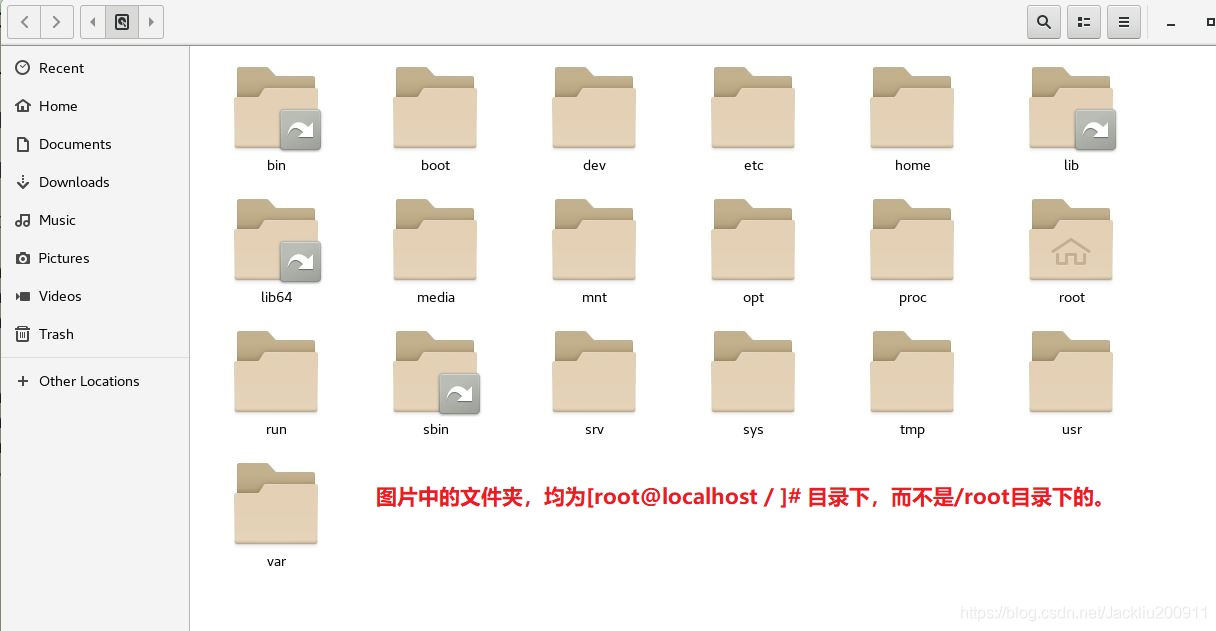 Recent
Home
Documents
Downloads
Music
Pictures
Videos
Trash
Other Locations
bin boot dev etc home lib
lib64 media mnt opt proc root
run sbin srv sys tmp usr
var
图片中的文件夹，均为[root@localhost / ]# 目录下，而不是/root目录下的。
https://blog.csdn.net/Jackliu200911